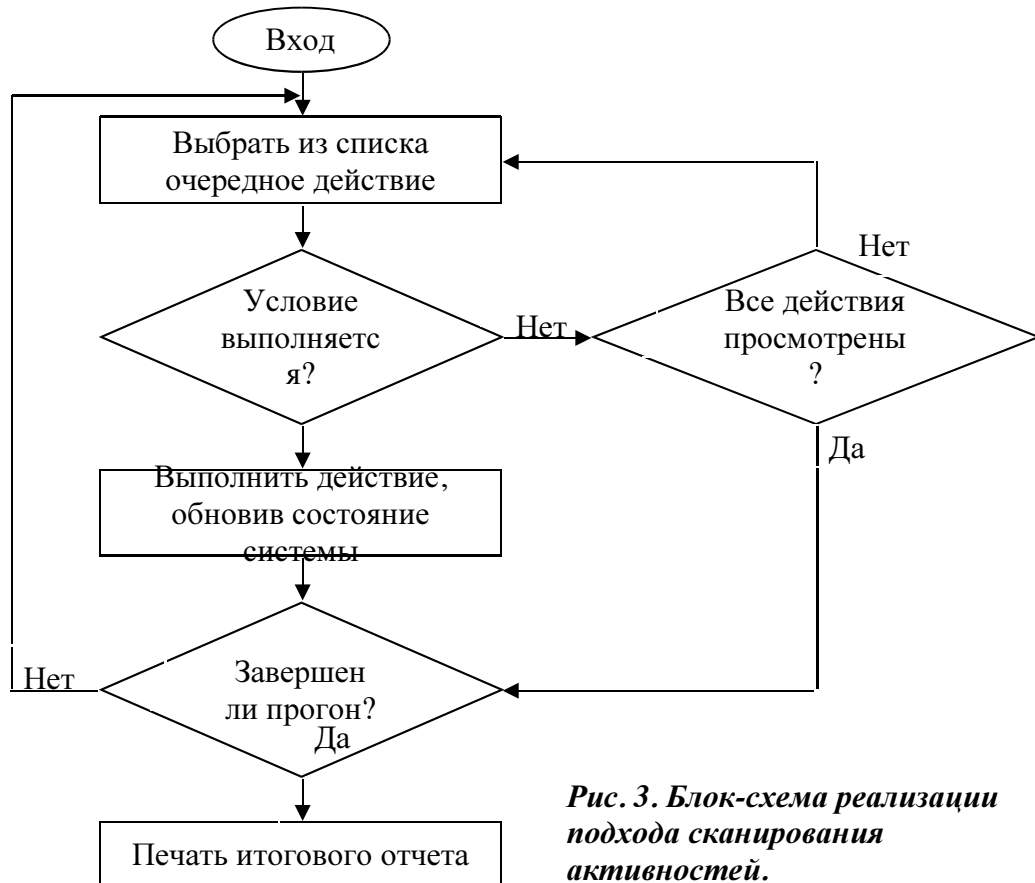 Вход
Выбрать из списка
очередное действие
Условие
выполняетс
я?
Нет
Все действия
просмотрены
?
Нет
Да
Выполнить действие,
обновив состояние
системы
Завершен
ли прогон?
Нет
Да
Печать итогового отчета
Рис. 3. Блок-схема реализации
подхода сканирования
активностей.